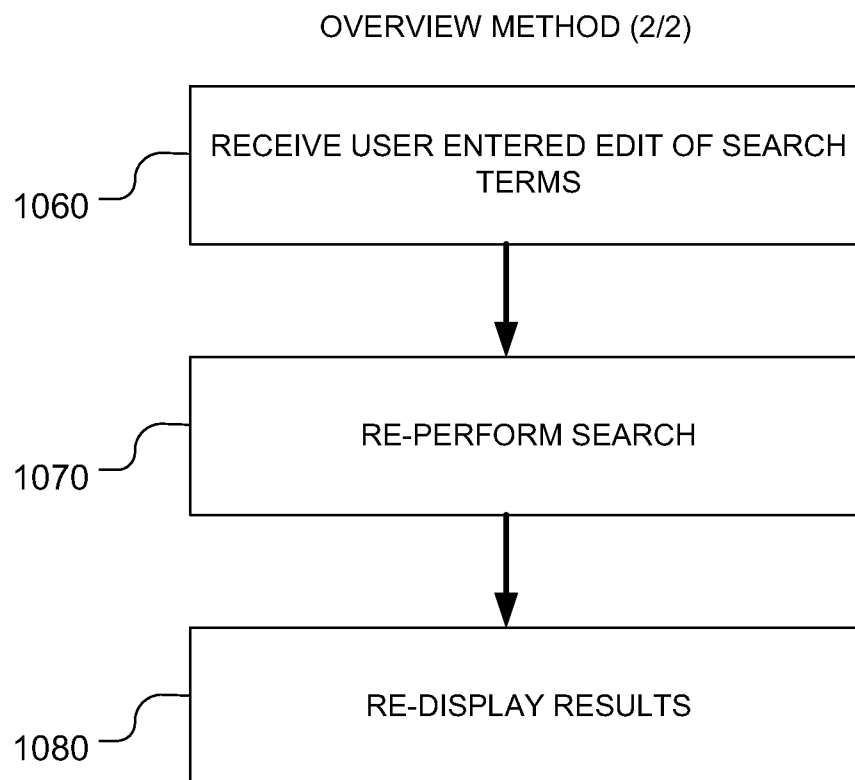 OVERVIEW METHOD (2/2)
RECEIVE USER ENTERED EDIT OF SEARCH
TERMS
1060
RE-PERFORM SEARCH
1070
RE-DISPLAY RESULTS
1080